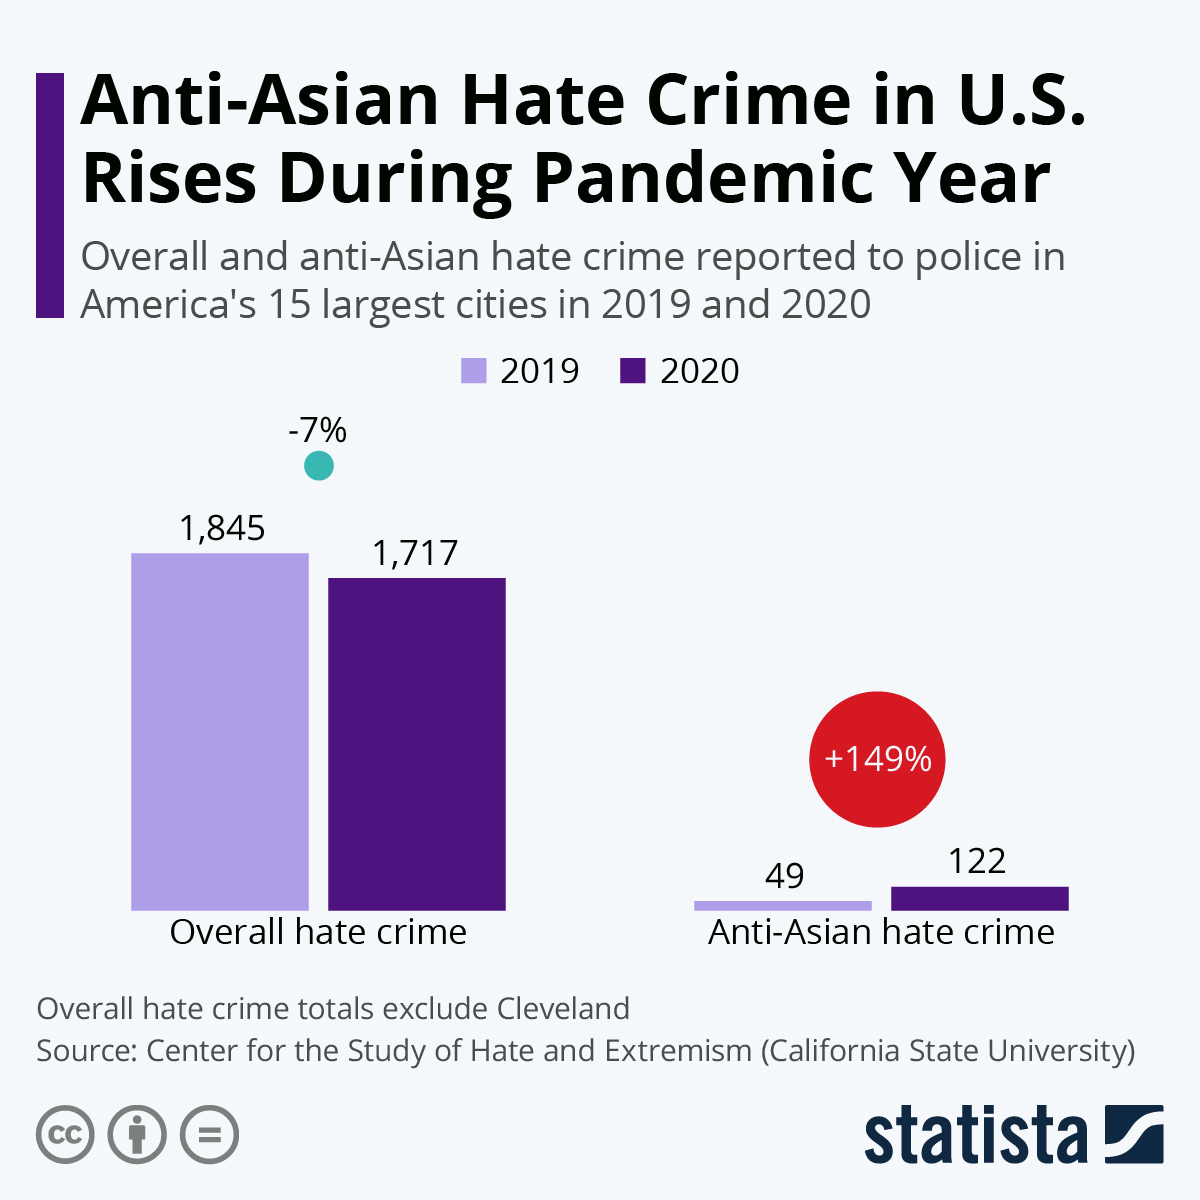 Anti-Asian Hate Crime in U.S.
Rises During Pandemic Year
Overall and anti-Asian hate crime reported to police in
America's 15 largest cities in 2019 and 2020
2019 2020
-7%
1,845
1,717
+149%
49
122
Overall hate crime
Anti-Asian hate crime
Overall hate crime totals exclude Cleveland
Source: Center for the Study of Hate and Extremism (California State University)
cc
statista